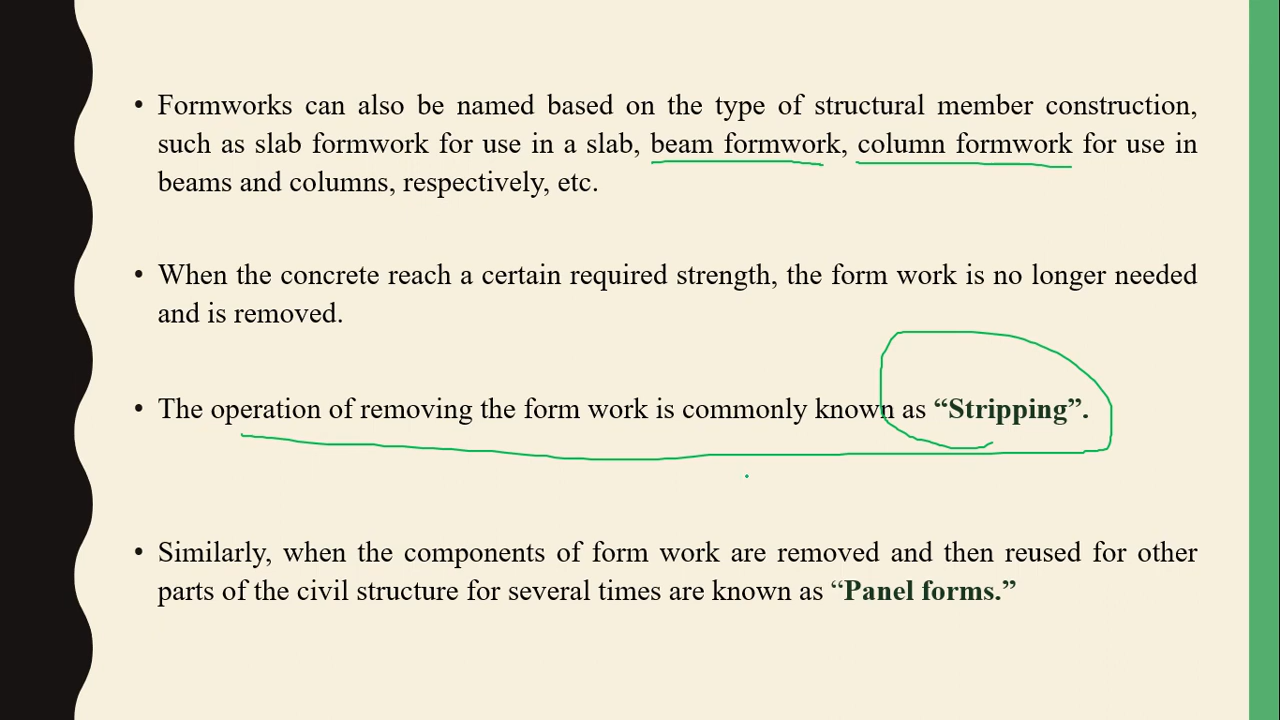 • Formworks can also be named based on the type of structural member construction,
such as slab formwork for use in a slab, beam formwork, column formwork for use in
beams and columns, respectively, etc.
• When the concrete reach a certain required strength, the form work is no longer needed
and is removed.
• The operation of removing the form work is commonly known as “Stripping”.
• Similarly, when the components of form work are removed and then reused for other
parts of the civil structure for several times are known as “Panel forms.”